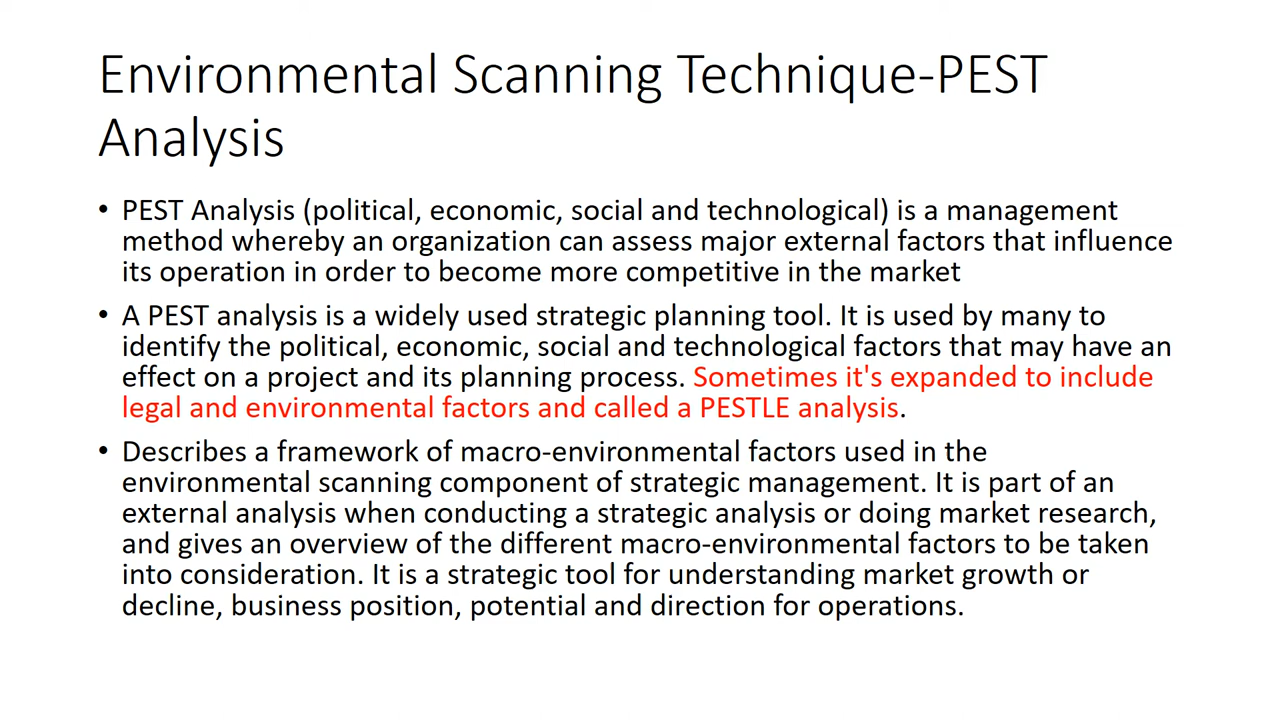 Environmental Scanning Technique-PEST
Analysis
• PEST Analysis (political, economic, social and technological) is a management
method whereby an organization can assess major external factors that influence
its operation in order to become more competitive in the market
• A PEST analysis is a widely used strategic planning tool. It is used by many to
identify the political, economic, social and technological factors that may have an
effect on a project and its planning process. Sometimes it's expanded to include
legal and environmental factors and called a PESTLE analysis.
• Describes a framework of macro-environmental factors used in the
environmental scanning component of strategic management. It is part of an
external analysis when conducting a strategic analysis or doing market research,
and gives an overview of the different macro-environmental factors to be taken
into consideration. It is a strategic tool for understanding market growth or
decline, business position, potential and direction for operations.